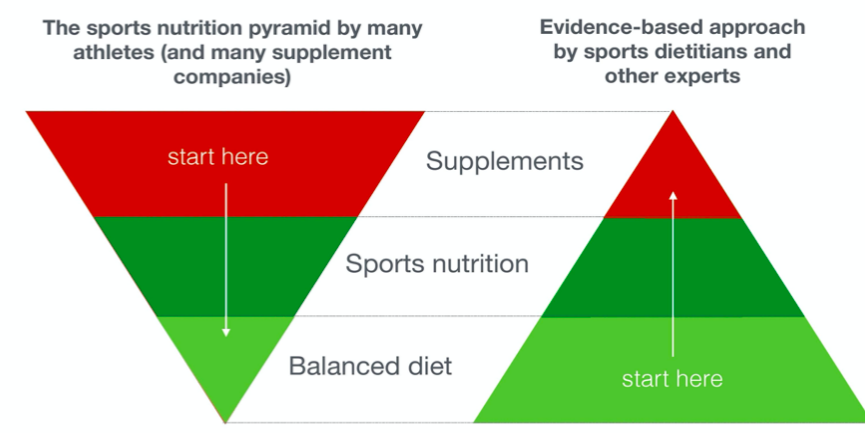 The sports nutrition pyramid by many
athletes (and many supplement
companies)
Evidence-based approach
by sports dietitians and
other experts
start here
Supplements
Sports nutrition
Balanced diet
start here